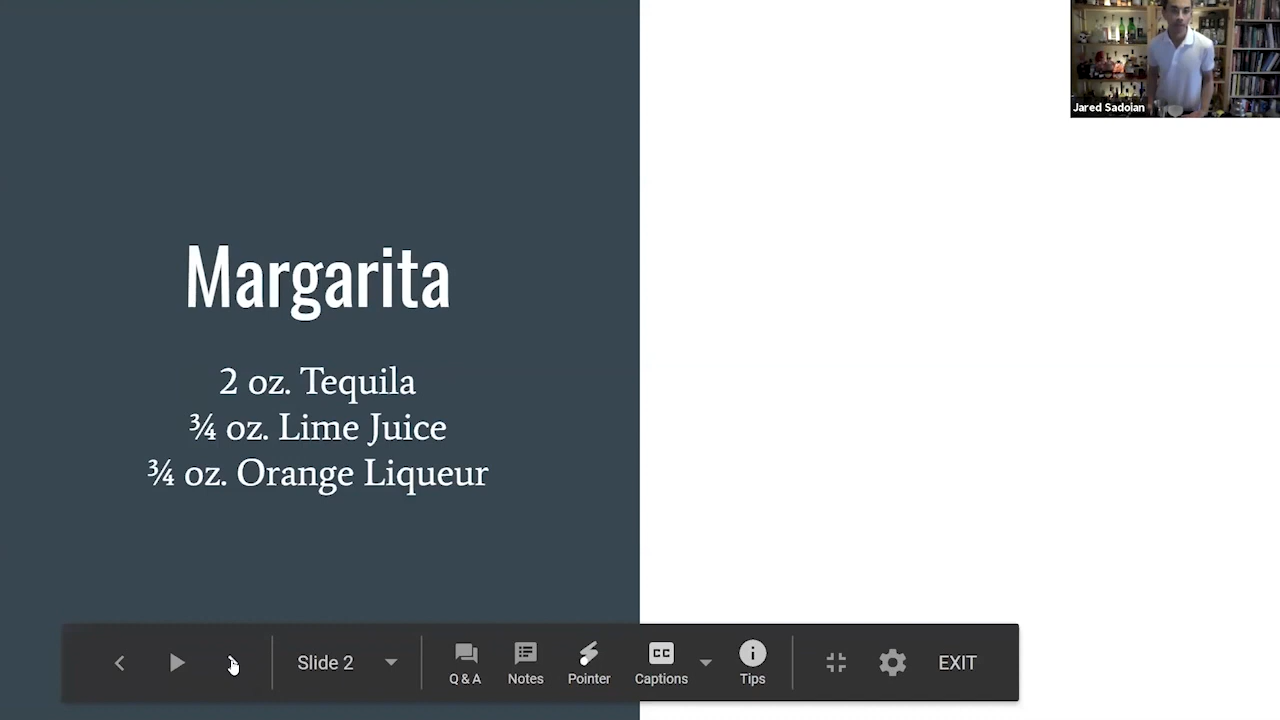 Jared Sadoian
Margarita
2 oz. Tequila
¾ oz. Lime Juice
¾ oz. Orange Liqueur
Slide 2
Q & A
Notes
Pointer
CC
Captions
Tips
EXIT